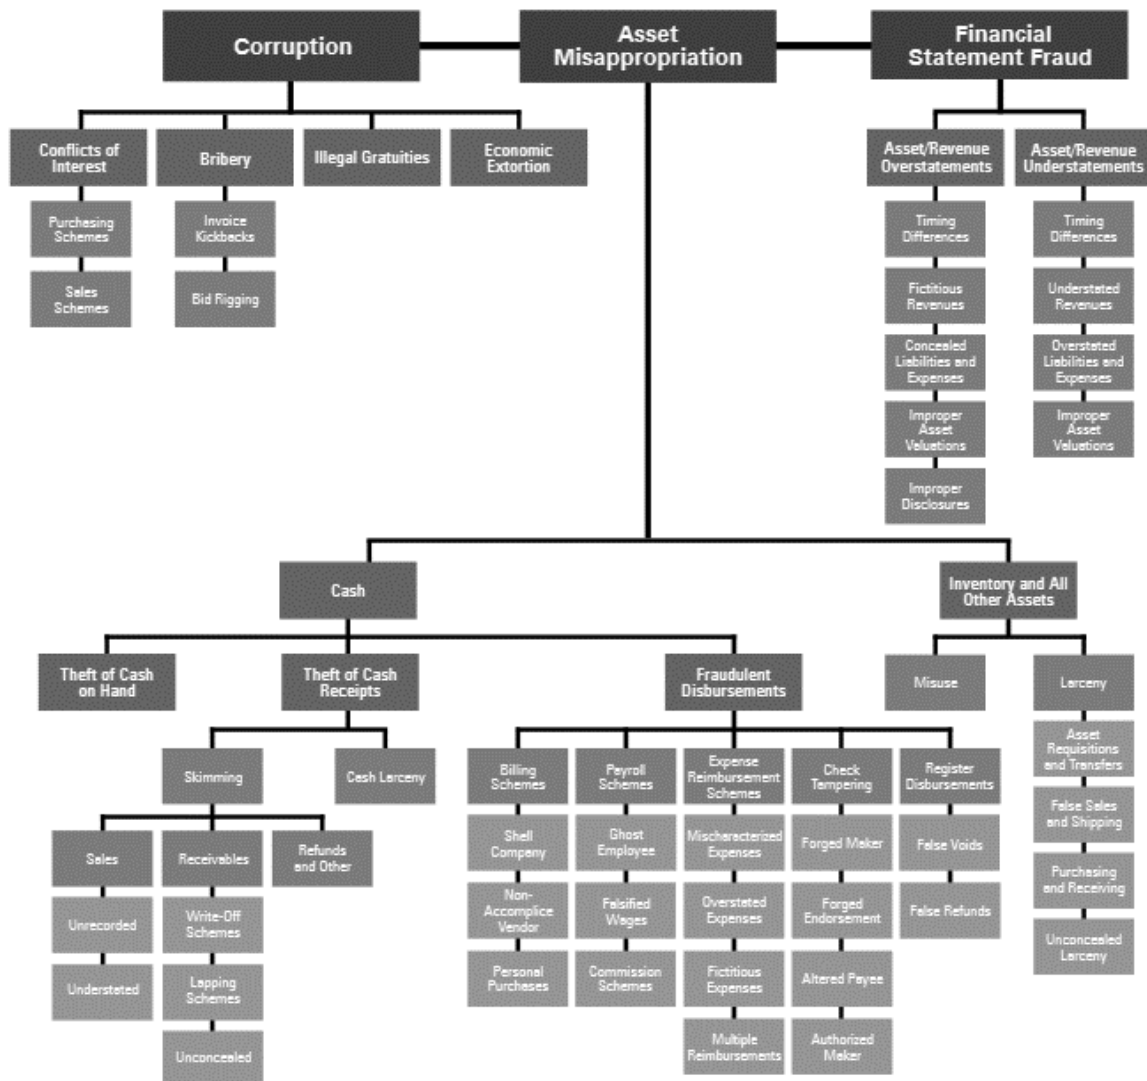 Corruption
Asset
Misappropriation
Financial
Statement Fraud
Conflicts of
Interest
Bribery
Illegal Gratuities
Economic
Extortion
Asset/Revenue
Overstatements
Asset/Revenue
Understatements
Purchasing
Schemes
Invoice
Kickbacks
Timing
Differences
Timing
Differences
Sales
Schemes
Bid Rigging
Fictitious
Revenues
Understated
Revenues
Concealed
Liabilities and
Expenses
Overstated
Liabilities and
Expenses
Improper
Asset
Valuations
Improper
Asset
Valuations
Improper
Disclosures
Cash
Inventory and All
Other Assets
Theft of Cash
on Hand
Theft of Cash
Receipts
Fraudulent
Disbursements
Misuse
Larceny
Skimming
Cash Larceny
Billing
Schemes
Payroll
Schemes
Expense
Reimbursement
Schemes
Check
Tampering
Register
Disbursements
Asset
Requisitions
and Transfers
Sales
Receivables
Refunds
and Other
Shell
Company
Ghost
Employee
Mischaracterized
Expenses
Forged Maker
False Voids
False Sales
and Shipping
Unrecorded
Write-Off
Schemes
Non-
Accomplice
Vendor
Falsified
Wages
Overstated
Expenses
Forged
Endorsement
False Refunds
Purchasing
and Receiving
Understated
Lapping
Schemes
Personal
Purchases
Commission
Schemes
Fictitious
Expenses
Altered Payee
Unconcealed
Larceny
Unconcealed
Multiple
Reimbursements
Authorized
Maker